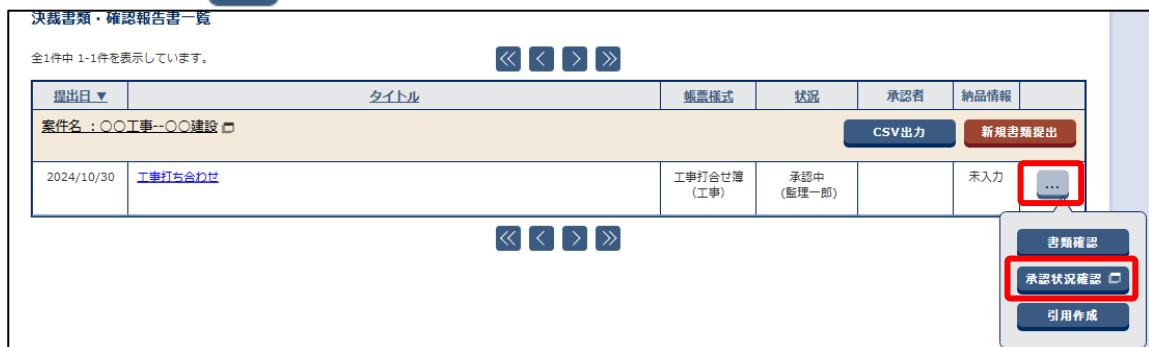 決裁書類・確認報告書一覧
全1件中 1-1件を表示しています。
提出日 ▼ タイトル 帳票様式 状況 承認者 納品情報
案件名 ：〇〇工事--〇〇建設
CSV出力 新規書類提出
2024/10/30 工事打ち合わせ 工事打合せ簿 承認中 未入力 ...
（工事） (監理一郎)
書類確認
承認状況確認
引用作成